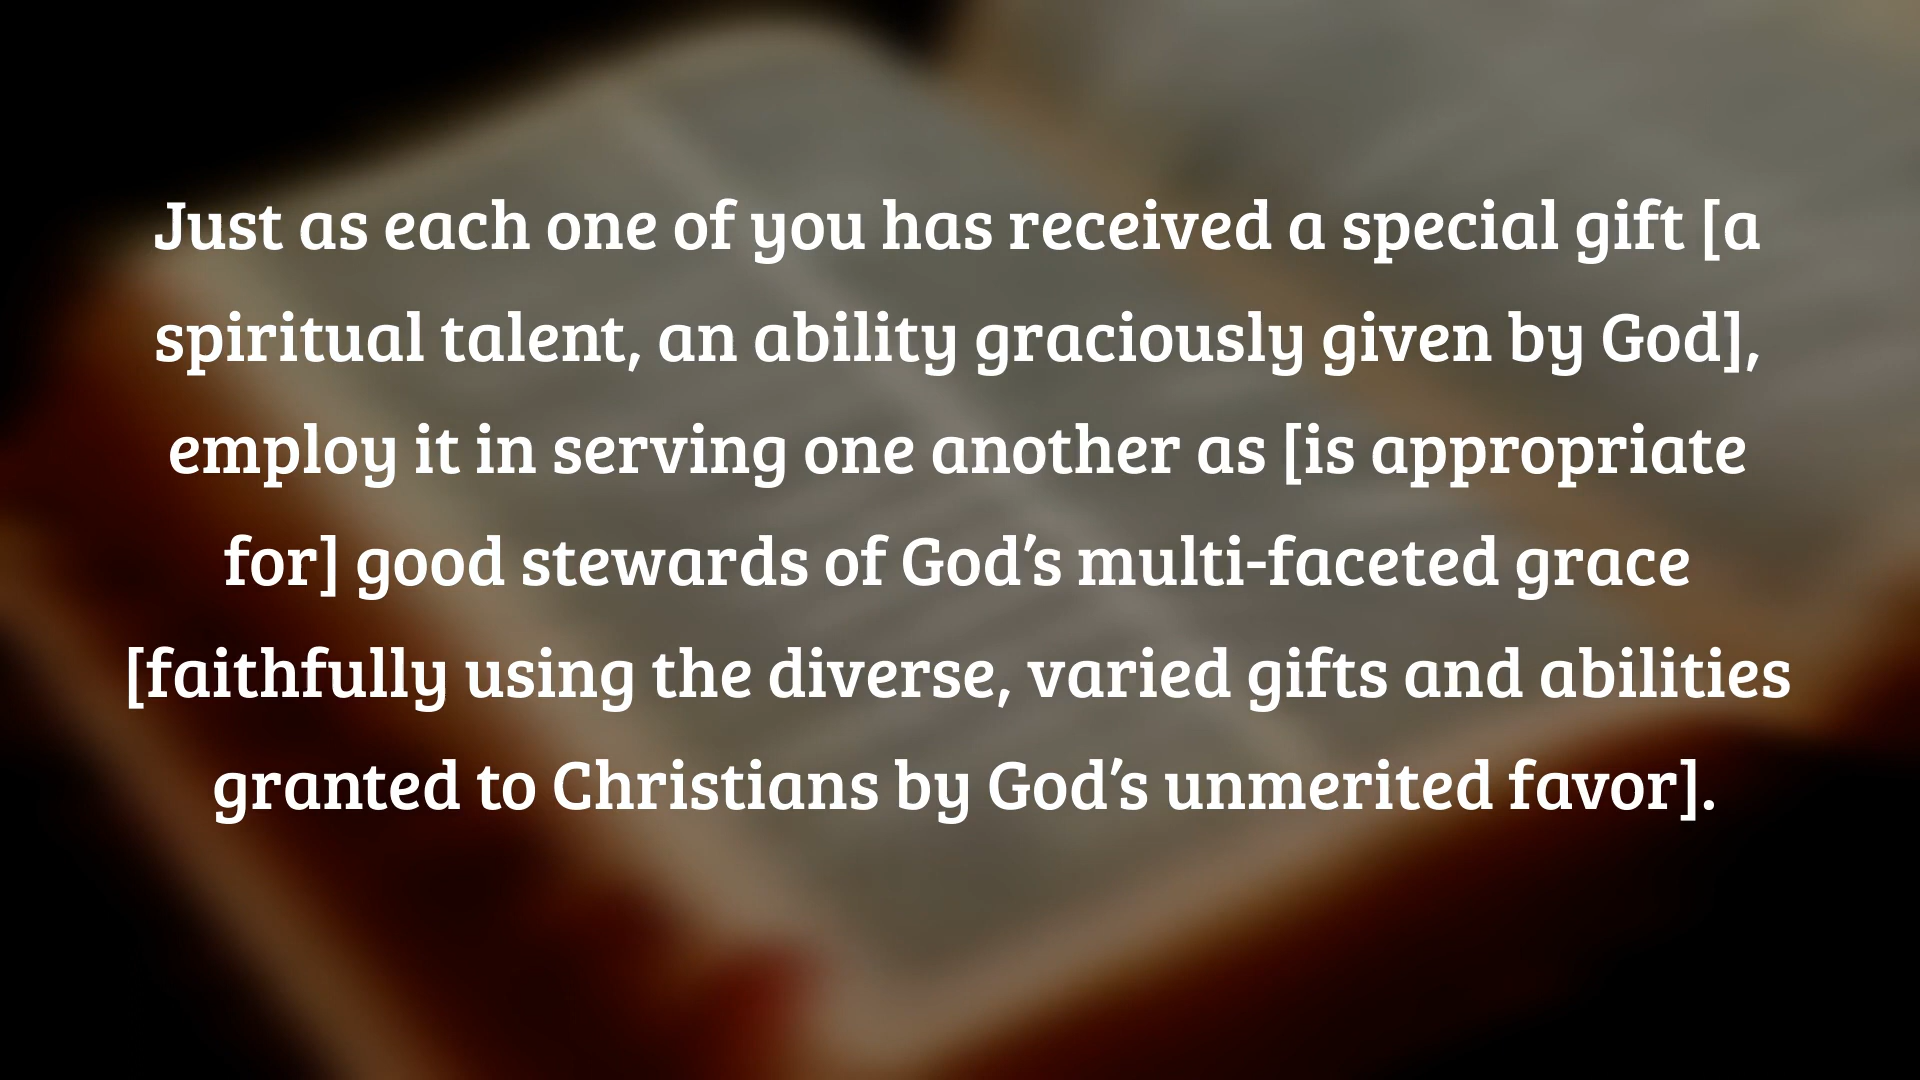 Just as each one of you has received a special gift [a
spiritual talent, an ability graciously given by God],
employ it in serving one another as [is appropriate
for] good stewards of God’s multi-faceted grace
[faithfully using the diverse, varied gifts and abilities
granted to Christians by God’s unmerited favor].